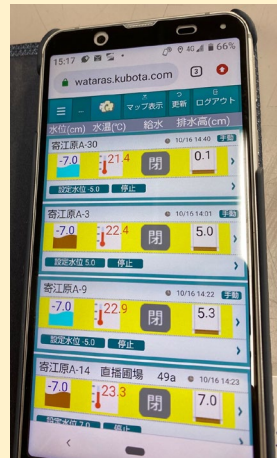 15:17 66%
wataras.kubota.com 3
マップ表示 更新 ログアウト
水位(cm) 水温(℃) 給水 排水高(cm)
寄江原A-30 10/16 14:40 手動
-7.0 21.4 閉 0.1
設定水位 -5.0 停止
寄江原A-3 10/16 14:01 手動
-7.0 22.4 閉 5.0
設定水位 5.0 停止
寄江原A-9 10/16 14:22 手動
-7.0 22.9 閉 5.3
設定水位 -5.0 停止
寄江原A-14 直播圃場 49a 10/16 14:23
-7.0 23.3 閉 7.0
設定水位 7.0 停止